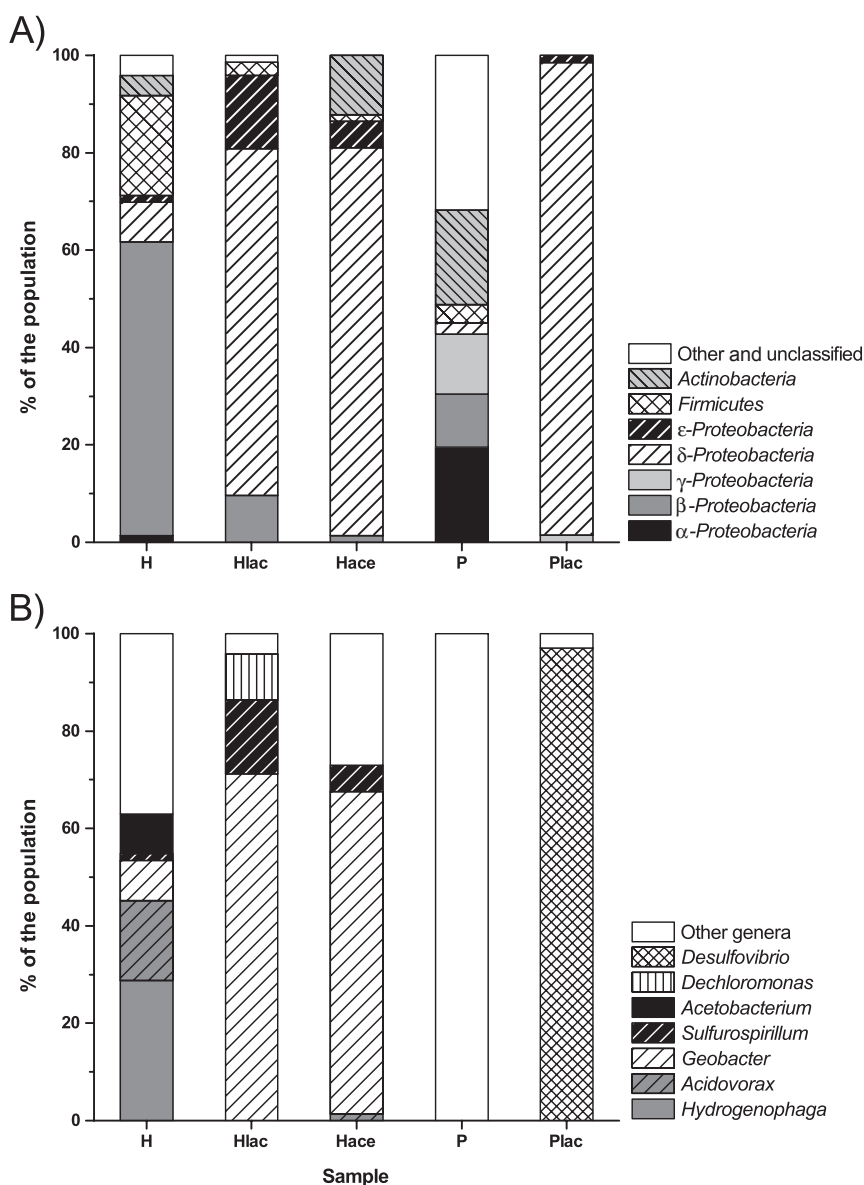 A)
100
80
60
40
20
0
% of the population
H Hlac Hace P Plac
Other and unclassified
Actinobacteria
Firmicutes
ε-Proteobacteria
δ-Proteobacteria
γ-Proteobacteria
β-Proteobacteria
α-Proteobacteria
B)
100
80
60
40
20
0
% of the population
H Hlac Hace P Plac
Sample
Other genera
Desulfovibrio
Dechloromonas
Acetobacterium
Sulfurospirillum
Geobacter
Acidovorax
Hydrogenophaga